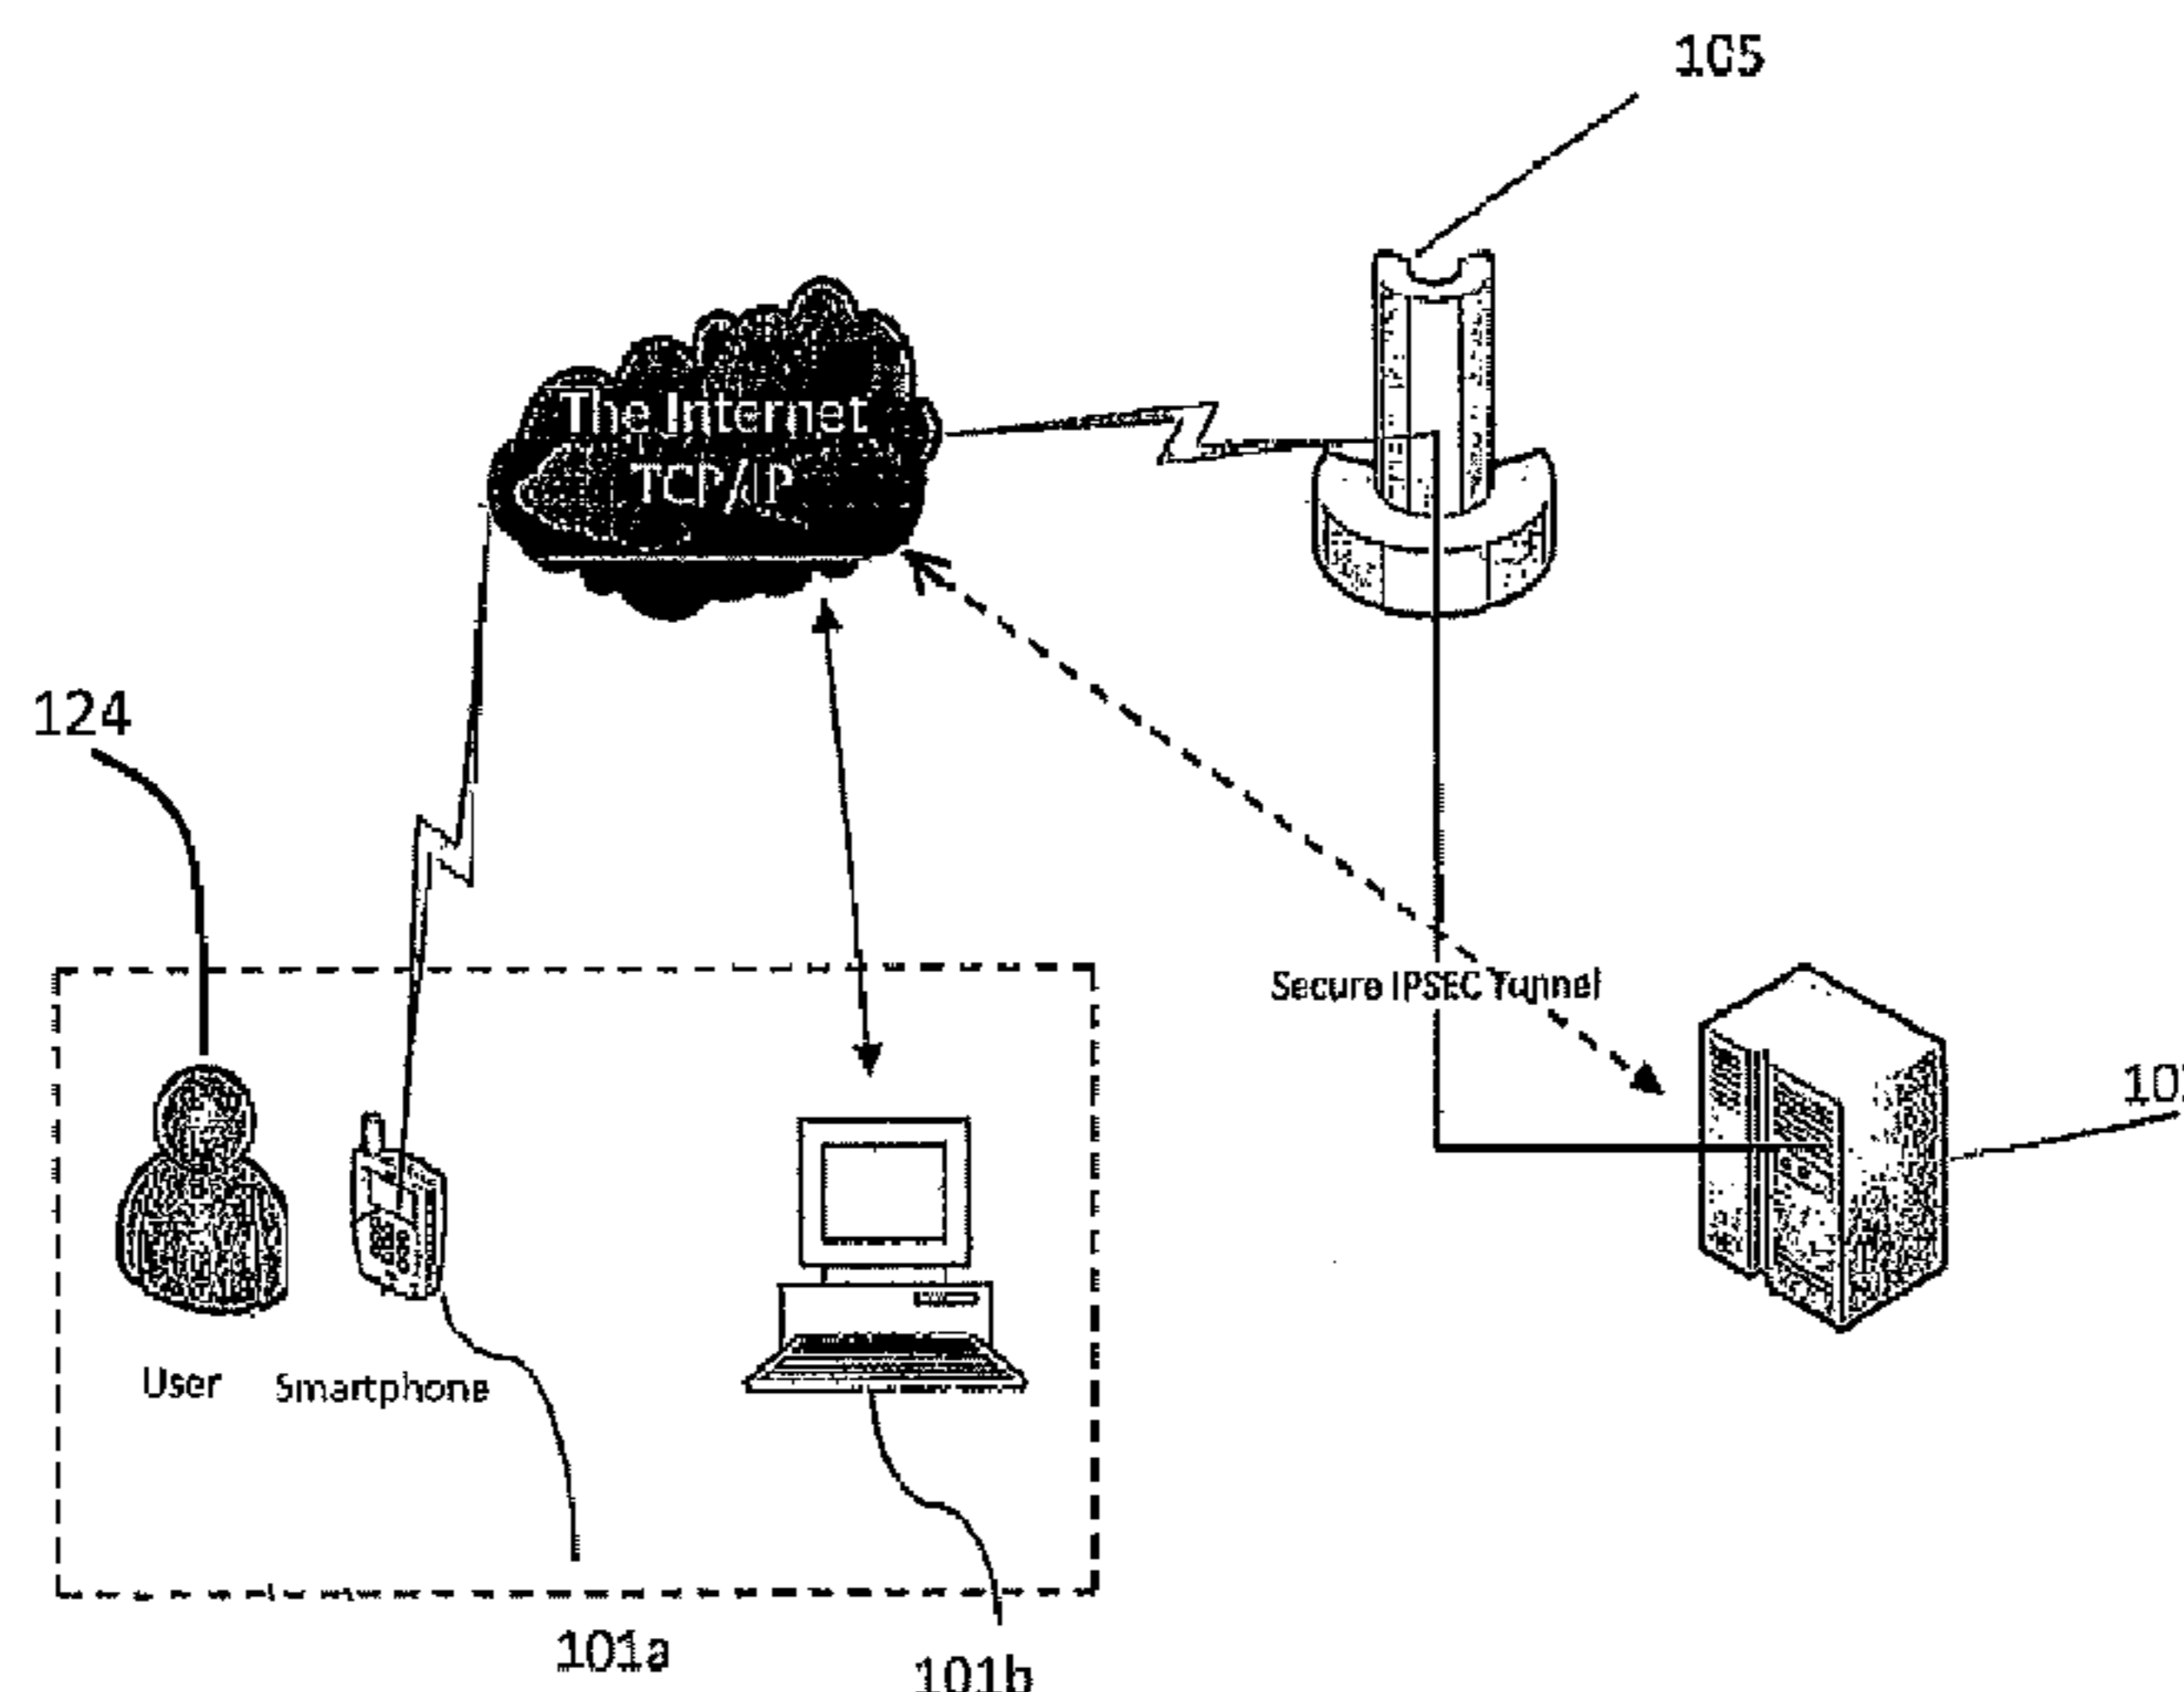 105
The Internet
TCP/IP
124
Secure IPSEC Tunnel
User
Smartphone
101a
101b